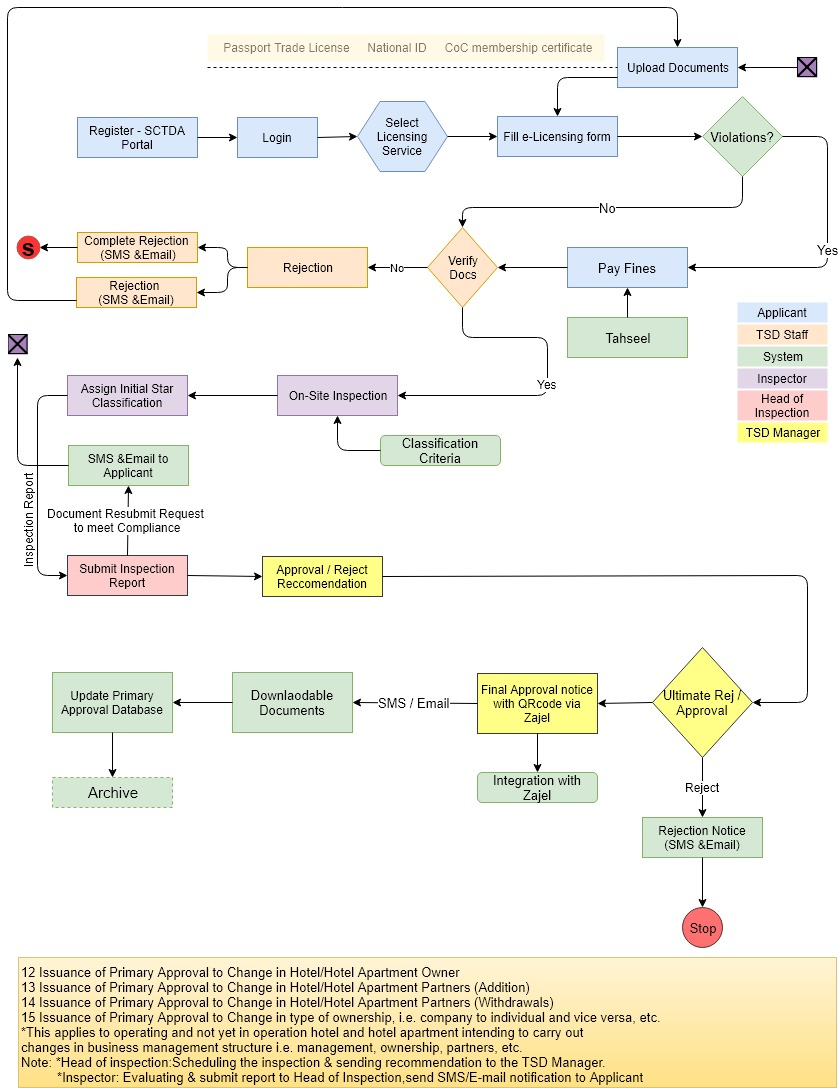 Passport Trade License National ID CoC membership certificate
Upload Documents
Register - SCTDA
Portal
Login
Select
Licensing
Service
Fill e-Licensing form
Violations?
No
Yes
Complete Rejection
(SMS &Email)
S
Rejection
(SMS &Email)
Rejection
No
Verify
Docs
Pay Fines
Tahseel
Applicant
TSD Staff
System
Inspector
Head of
Inspection
TSD Manager
Yes
Assign Initial Star
Classification
On-Site Inspection
Classification
Criteria
SMS &Email to
Applicant
Inspection Report
Document Resubmit Request
to meet Compliance
Submit Inspection
Report
Approval / Reject
Reccomendation
Update Primary
Approval Database
Downlaodable
Documents
SMS / Email
Final Approval notice
with QRcode via
Zajel
Ultimate Rej /
Approval
Archive
Integration with
Zajel
Reject
Rejection Notice
(SMS &Email)
Stop
12 Issuance of Primary Approval to Change in Hotel/Hotel Apartment Owner
13 Issuance of Primary Approval to Change in Hotel/Hotel Apartment Partners (Addition)
14 Issuance of Primary Approval to Change in Hotel/Hotel Apartment Partners (Withdrawals)
15 Issuance of Primary Approval to Change in type of ownership, i.e. company to individual and vice versa, etc.
*This applies to operating and not yet in operation hotel and hotel apartment intending to carry out
changes in business management structure i.e. management, ownership, partners, etc.
Note: *Head of inspection:Scheduling the inspection & sending recommendation to the TSD Manager.
*Inspector: Evaluating & submit report to Head of Inspection,send SMS/E-mail notification to Applicant